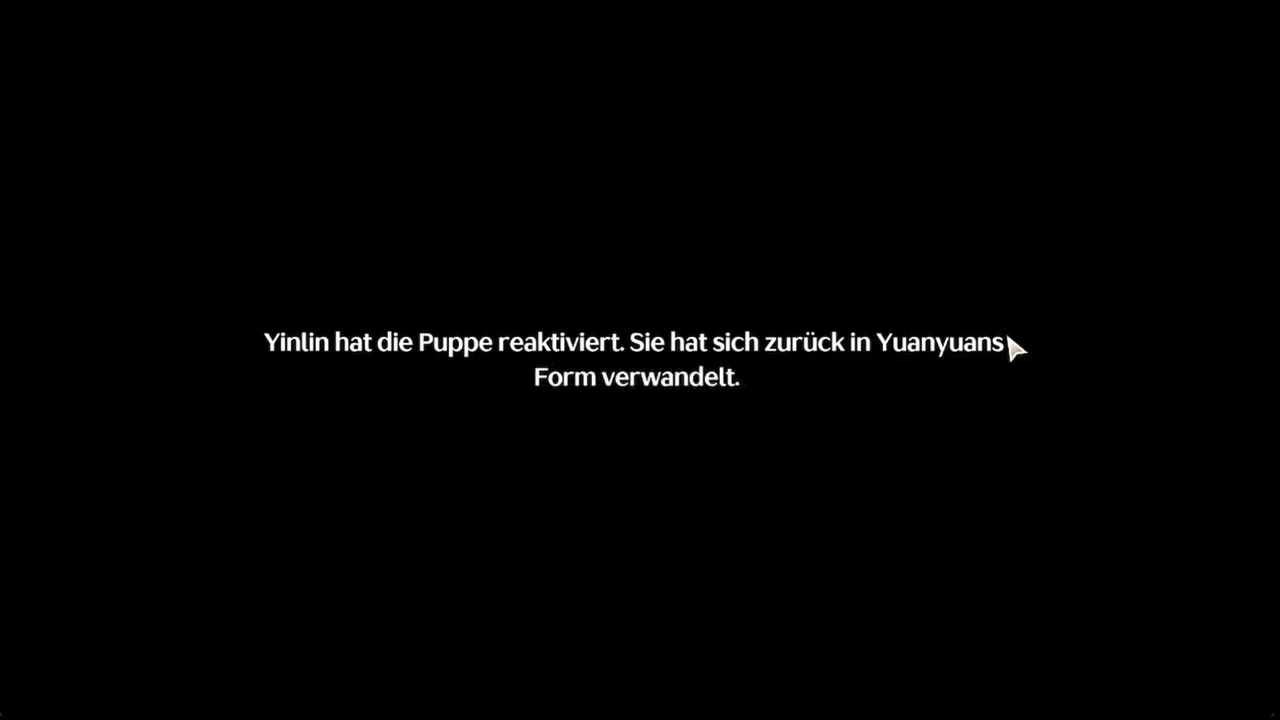 Yinlin hat die Puppe reaktiviert. Sie hat sich zurück in Yuanyuans
Form verwandelt.